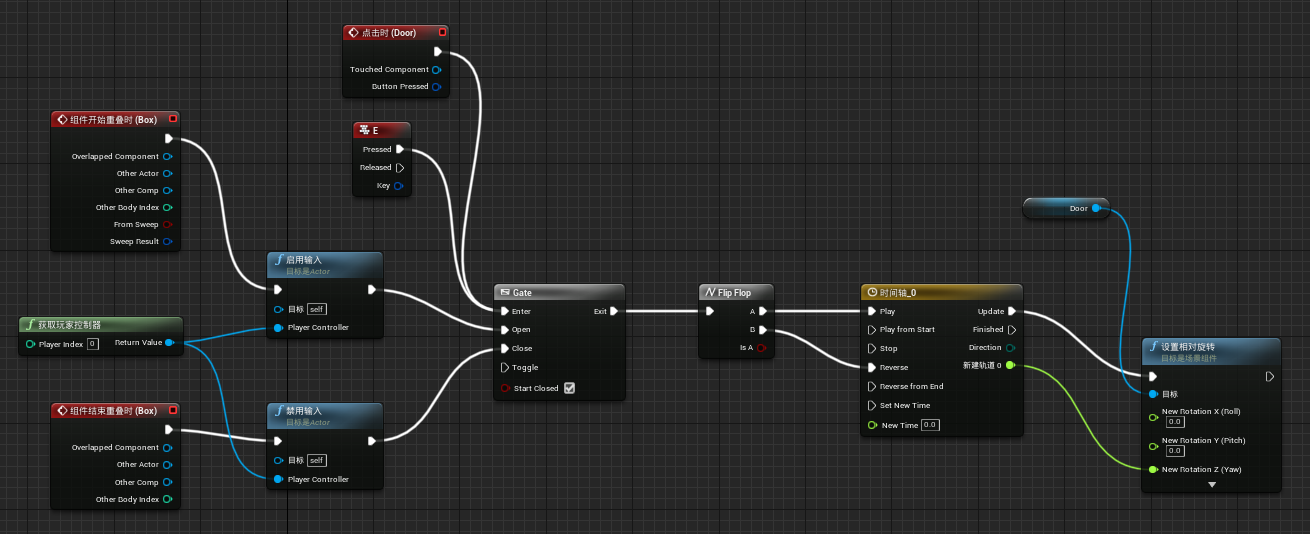 点击时 (Door)
Touched Component
Button Pressed
组件开始重叠时 (Box)
Overlapped Component
Other Actor
Other Comp
Other Body Index
From Sweep
Sweep Result
E
Pressed
Released
Key
启用输入
目标是Actor
目标 self
Player Controller
获取玩家控制器
Player Index 0 Return Value
组件结束重叠时 (Box)
Overlapped Component
Other Actor
Other Comp
Other Body Index
禁用输入
目标是Actor
目标 self
Player Controller
Gate
Enter Exit
Open
Close
Toggle
Start Closed
Flip Flop
A
B
Is A
时间轴_0
Play Update
Play from Start Finished
Stop Direction
Reverse 新建轨道 0
Reverse from End
Set New Time
New Time 0.0
Door
设置相对旋转
目标是场景组件
目标
New Rotation X (Roll)
0.0
New Rotation Y (Pitch)
0.0
New Rotation Z (Yaw)